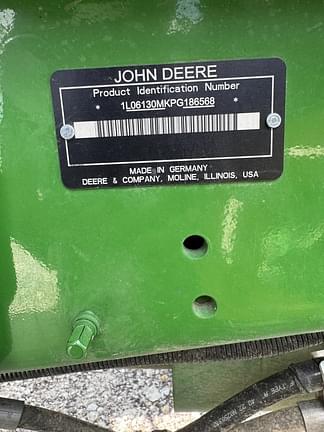 JOHN DEERE
Product Identification Number
* 1L06130MKPG186568 *
MADE IN GERMANY
DEERE & COMPANY, MOLINE, ILLINOIS, USA